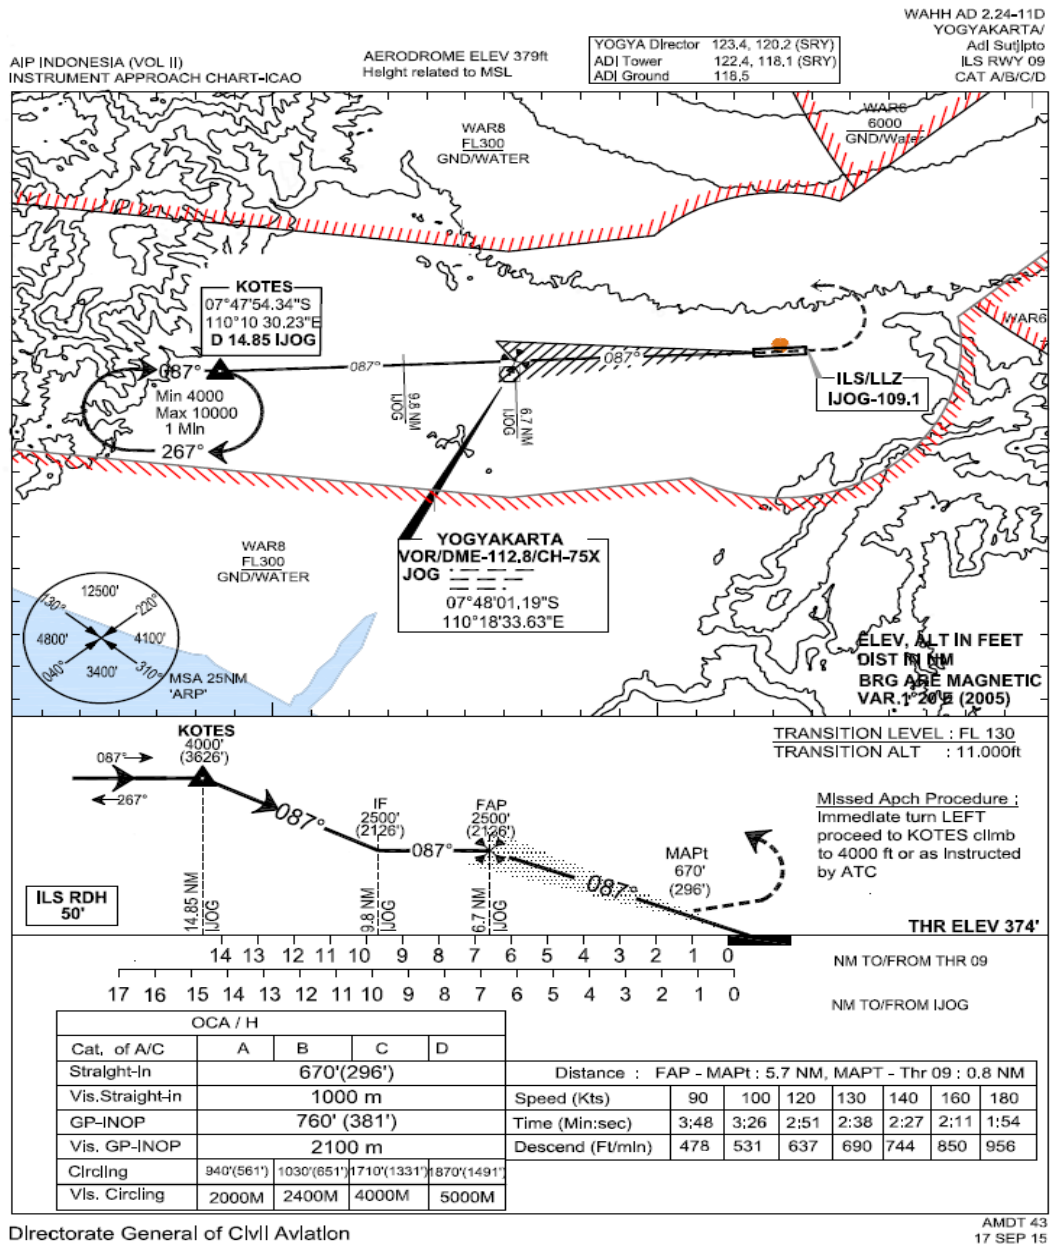 WAHH AD 2.24-11D
YOGYAKARTA/
Adi Sutjipto
ILS RWY 09
CAT A/B/C/D
AIP INDONESIA (VOL II)
INSTRUMENT APPROACH CHART-ICAO
AERODROME ELEV 379ft
Height related to MSL
YOGYA Director 123.4, 120.2 (SRY)
ADI Tower 122.4, 118.1 (SRY)
ADI Ground 118.5
WAR8
FL300
GND/WATER
WAR6
6000
GND/Water
KOTES
07°47'54.34"S
110°10 30.23"E
D 14.85 IJOG
087°
Min 4000
Max 10000
1 Min
267°
087°
9.8 NM
IJOG
6.7 NM
IJOG
087°
ILS/LLZ
IJOG-109.1
WAR6
YOGYAKARTA
VOR/DME-112.8/CH-75X
JOG
07°48'01.19"S
110°18'33.63"E
WAR8
FL300
GND/WATER
12500'
130°
220°
4800'
4100'
040°
3400'
310°
MSA 25NM
'ARP'
ELEV, ALT IN FEET
DIST IN NM
BRG ARE MAGNETIC
VAR.1°20'E (2005)
KOTES
4000'
(3626')
087°
267°
087°
IF
2500'
(2126')
087°
FAP
2500'
(2126')
087°
MAPt
670'
(296')
TRANSITION LEVEL : FL 130
TRANSITION ALT : 11.000ft
Missed Apch Procedure :
Immediate turn LEFT
proceed to KOTES climb
to 4000 ft or as Instructed
by ATC
ILS RDH
50'
14.85 NM
IJOG
9.8 NM
IJOG
6.7 NM
IJOG
THR ELEV 374'
14 13 12 11 10 9 8 7 6 5 4 3 2 1 0
NM TO/FROM THR 09
17 16 15 14 13 12 11 10 9 8 7 6 5 4 3 2 1 0
NM TO/FROM IJOG
OCA / H
Cat, of A/C A B C D
Straight-In 670'(296')
Vis.Straight-in 1000 m
GP-INOP 760' (381')
Vis. GP-INOP 2100 m
Circling 940'(561') 1030'(651') 1710'(1331') 1870'(1491')
Vis. Circling 2000M 2400M 4000M 5000M
Distance : FAP - MAPt : 5.7 NM, MAPT - Thr 09 : 0.8 NM
Speed (Kts) 90 100 120 130 140 160 180
Time (Min:sec) 3:48 3:26 2:51 2:38 2:27 2:11 1:54
Descend (Ft/min) 478 531 637 690 744 850 956
Directorate General of Civil Aviation
AMDT 43
17 SEP 15